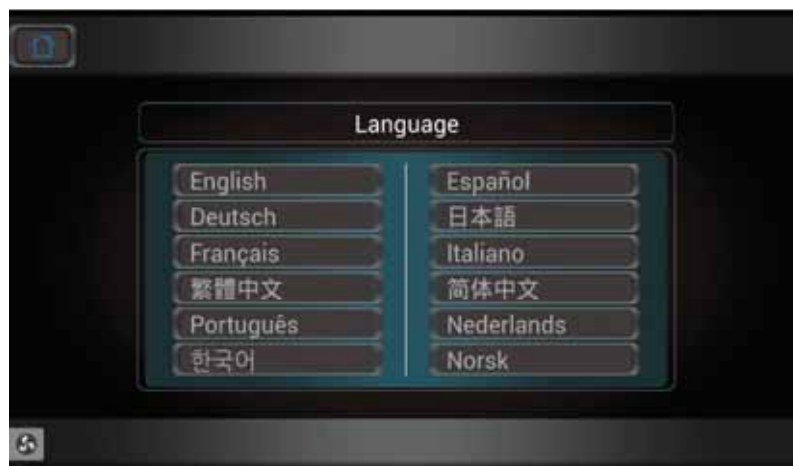 Language
English
Español
Deutsch
日本語
Français
Italiano
繁體中文
简体中文
Português
Nederlands
한국어
Norsk